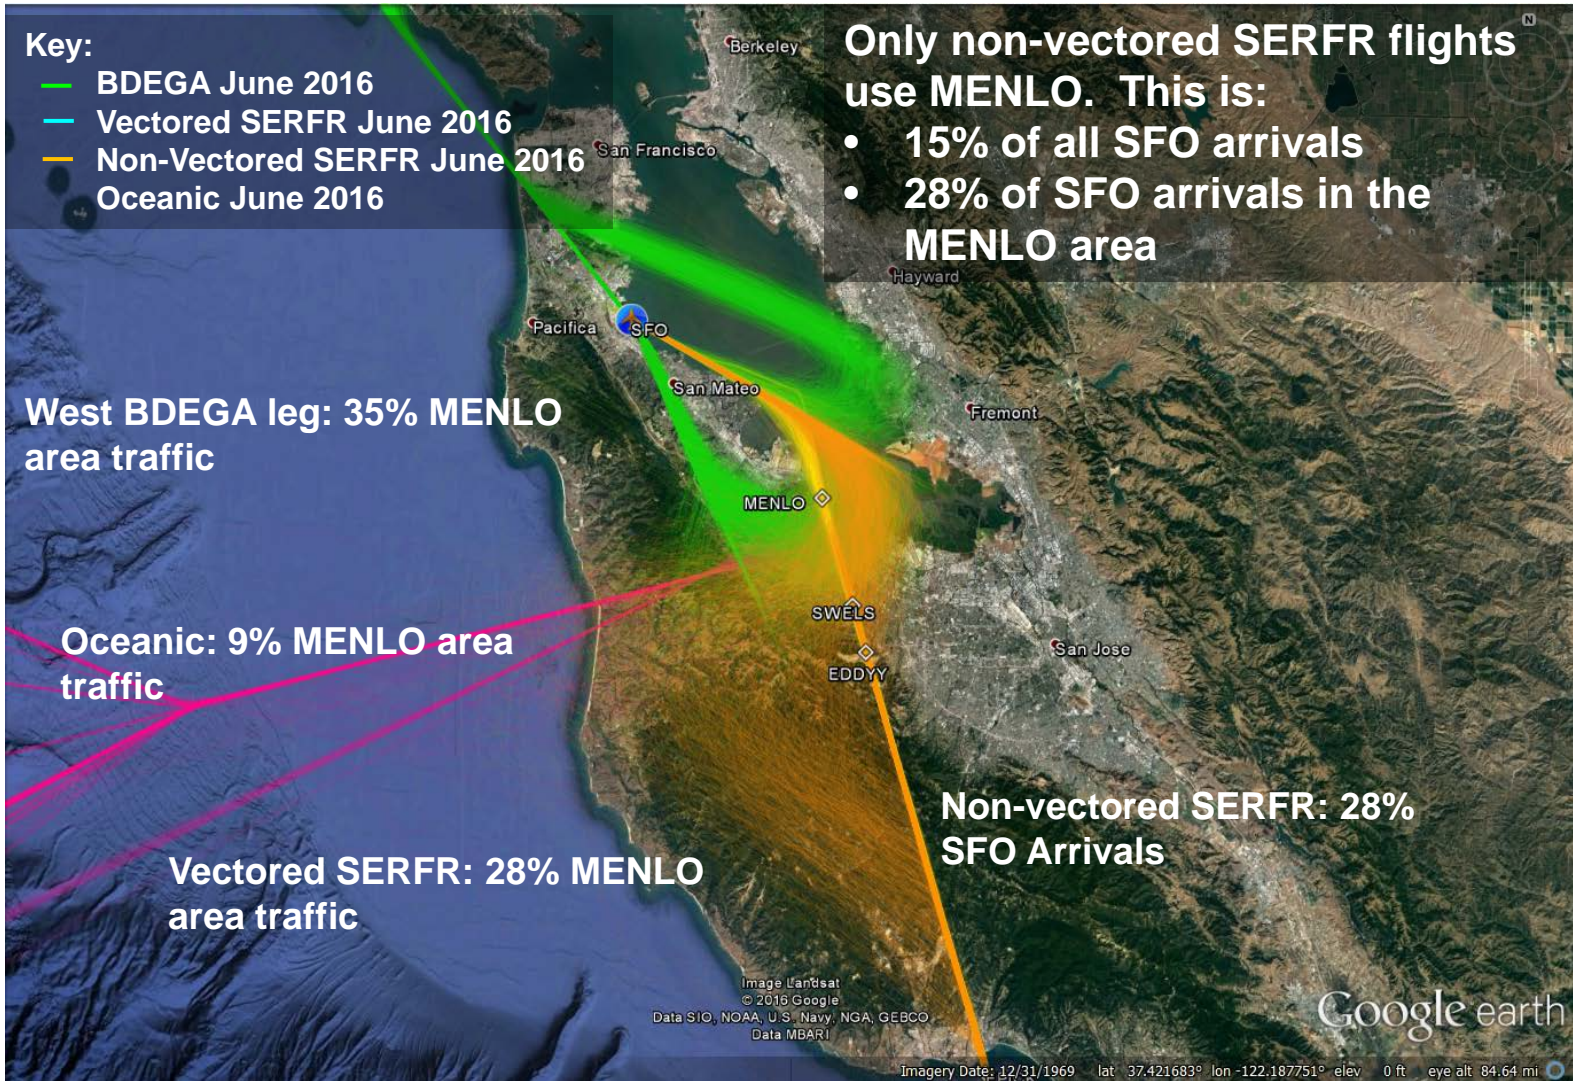 Key:
BDEGA June 2016
Vectored SERFR June 2016
Non-Vectored SERFR June 2016
Oceanic June 2016
Only non-vectored SERFR flights
use MENLO. This is:
• 15% of all SFO arrivals
• 28% of SFO arrivals in the
MENLO area
N
Berkeley
San Francisco
Hayward
Pacifica
SFO
San Mateo
Fremont
West BDEGA leg: 35% MENLO
area traffic
MENLO
SWELS
EDDYY
San Jose
Oceanic: 9% MENLO area
traffic
Non-vectored SERFR: 28%
SFO Arrivals
Vectored SERFR: 28% MENLO
area traffic
Image Landsat
© 2016 Google
Data SIO, NOAA, U.S. Navy, NGA, GEBCO
Data MBARI
Google earth
Imagery Date: 12/31/1969 lat 37.421683° lon -122.187751° elev 0 ft eye alt 84.64 mi